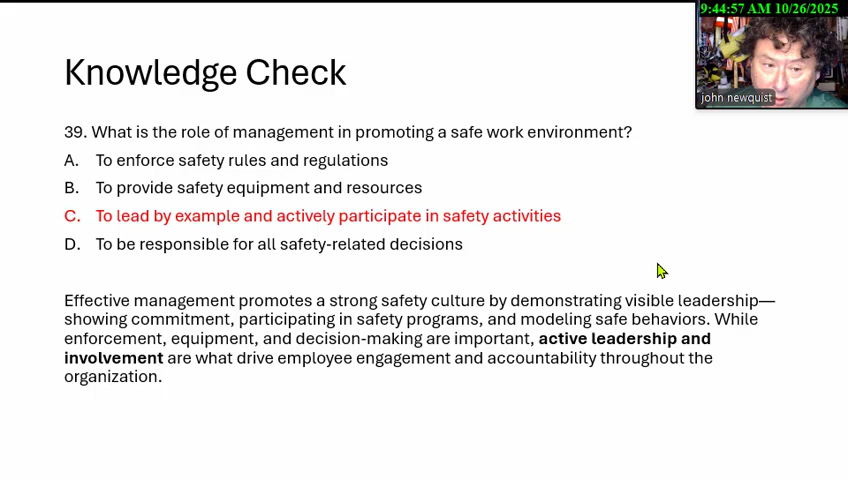 9:44:57 AM 10/26/2025
john newquist
Knowledge Check
39. What is the role of management in promoting a safe work environment?
A. To enforce safety rules and regulations
B. To provide safety equipment and resources
C. To lead by example and actively participate in safety activities
D. To be responsible for all safety-related decisions
Effective management promotes a strong safety culture by demonstrating visible leadership—
showing commitment, participating in safety programs, and modeling safe behaviors. While
enforcement, equipment, and decision-making are important, active leadership and
involvement are what drive employee engagement and accountability throughout the
organization.